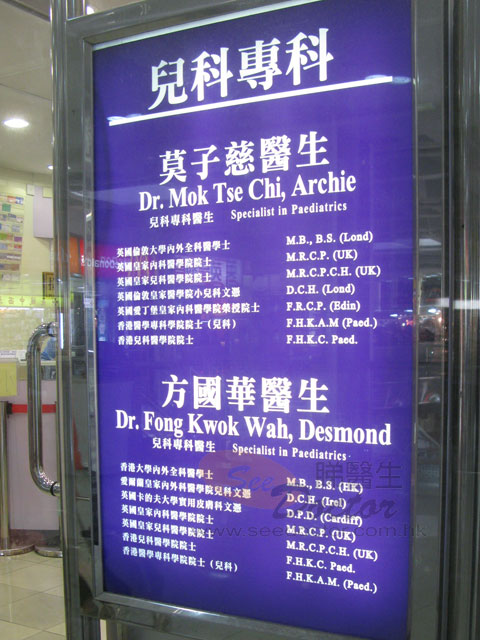 兒科專科
莫子慈醫生
Dr. Mok Tse Chi, Archie
兒科專科醫生 Specialist in Paediatrics
英國倫敦大學內外全科醫學士 M.B., B.S. (Lond)
英國皇家內科醫學院院士 M.R.C.P. (UK)
英國皇家兒科醫學院院士 M.R.C.P.C.H. (UK)
英國倫敦皇家醫學院小兒科文憑 D.C.H. (Lond)
英國愛丁堡皇家內科醫學院榮授院士 F.R.C.P. (Edin)
香港醫學專科學院院士 (兒科) F.H.K.A.M (Paed.)
香港兒科醫學院院士 F.H.K.C. Paed.
方國華醫生
Dr. Fong Kwok Wah, Desmond
兒科專科醫生 Specialist in Paediatrics
香港大學內外全科醫學士 M.B., B.S. (HK)
愛爾蘭皇家內外科醫學院兒科文憑 D.C.H. (Irel)
英國卡的夫大學實用皮膚科文憑 D.P.D. (Cardiff)
英國皇家內科醫學院院士 M.R.C.P. (UK)
英國皇家兒科醫學院院士 M.R.C.P.C.H. (UK)
香港兒科醫學院院士 F.H.K.C. Paed.
香港醫學專科學院院士 (兒科) F.H.K.A.M. (Paed.)
睇醫生
See Doctor